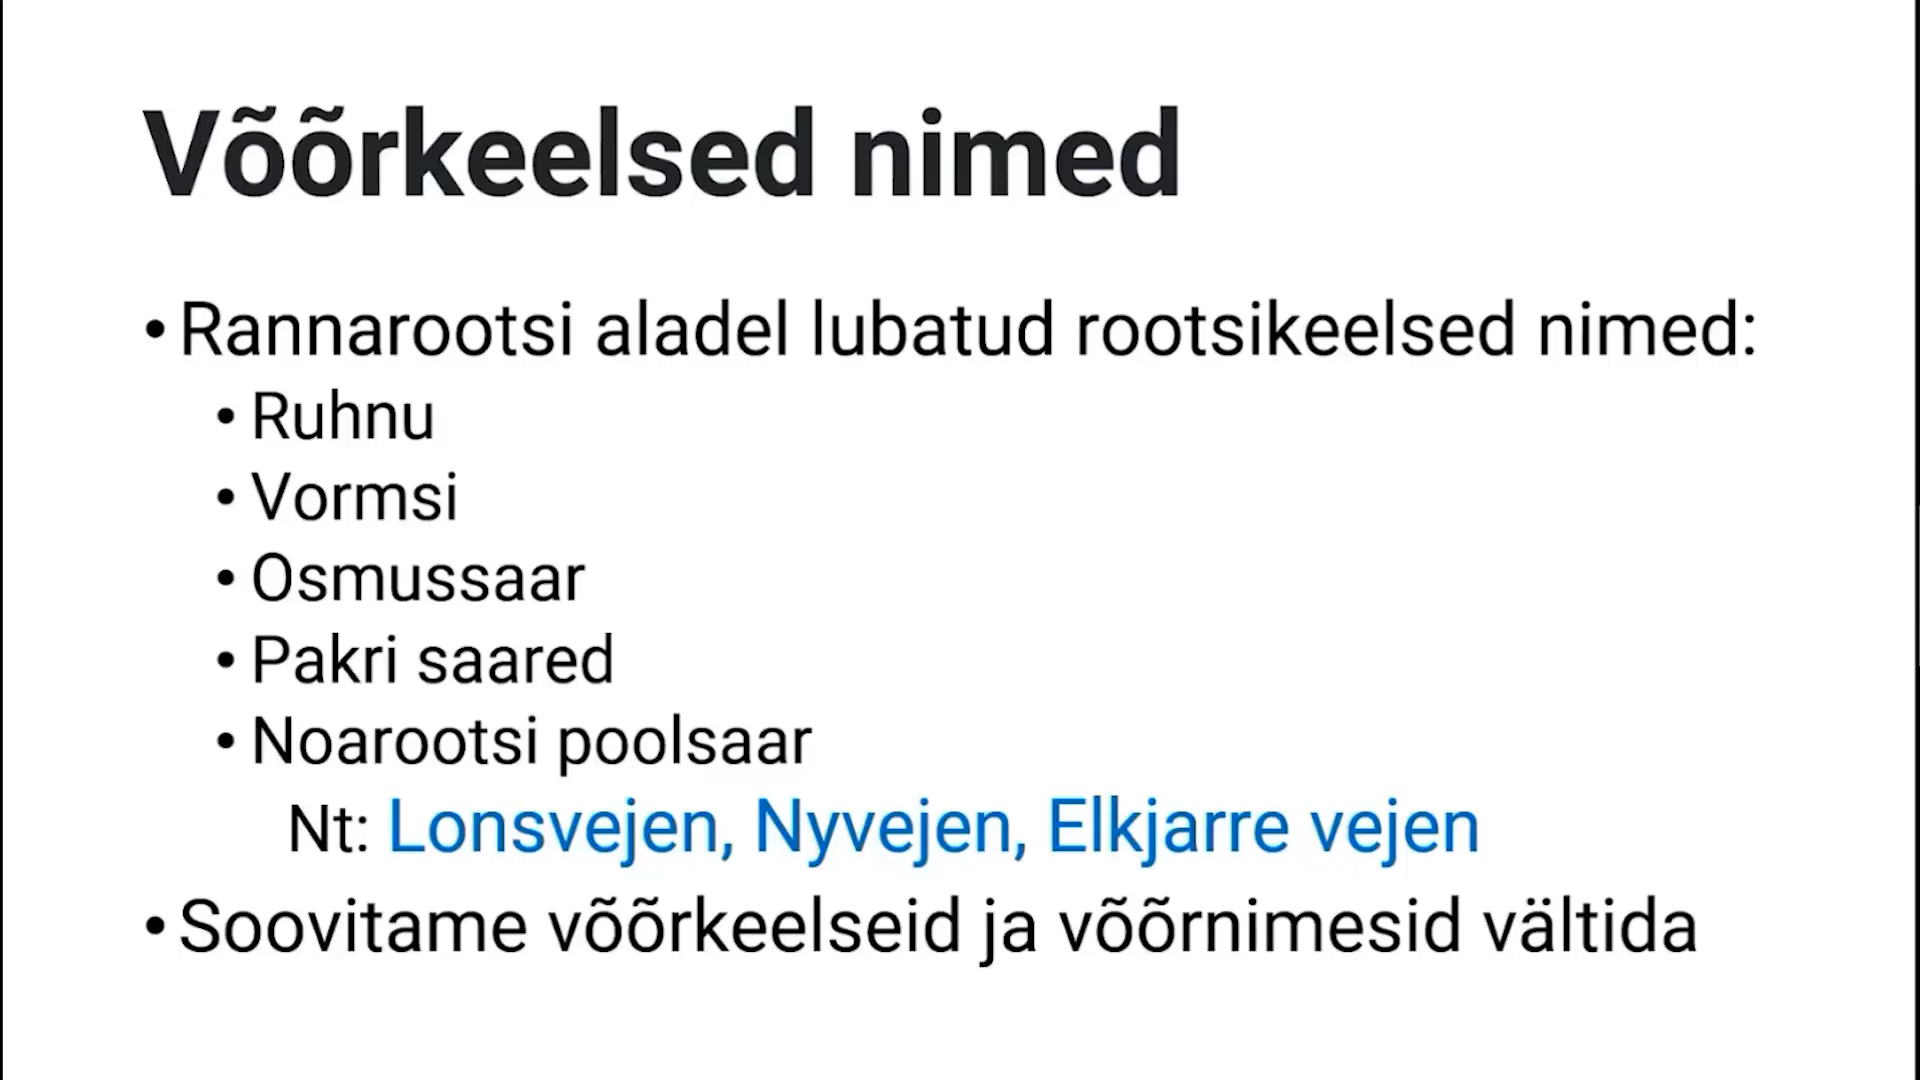 Võõrkeelsed nimed
• Rannarootsi aladel lubatud rootsikeelsed nimed:
• Ruhnu
• Vormsi
• Osmussaar
• Pakri saared
• Noarootsi poolsaar
Nt: Lonsvejen, Nyvejen, Elkjarre vejen
• Soovitame võõrkeelseid ja võõrnimesid vältida